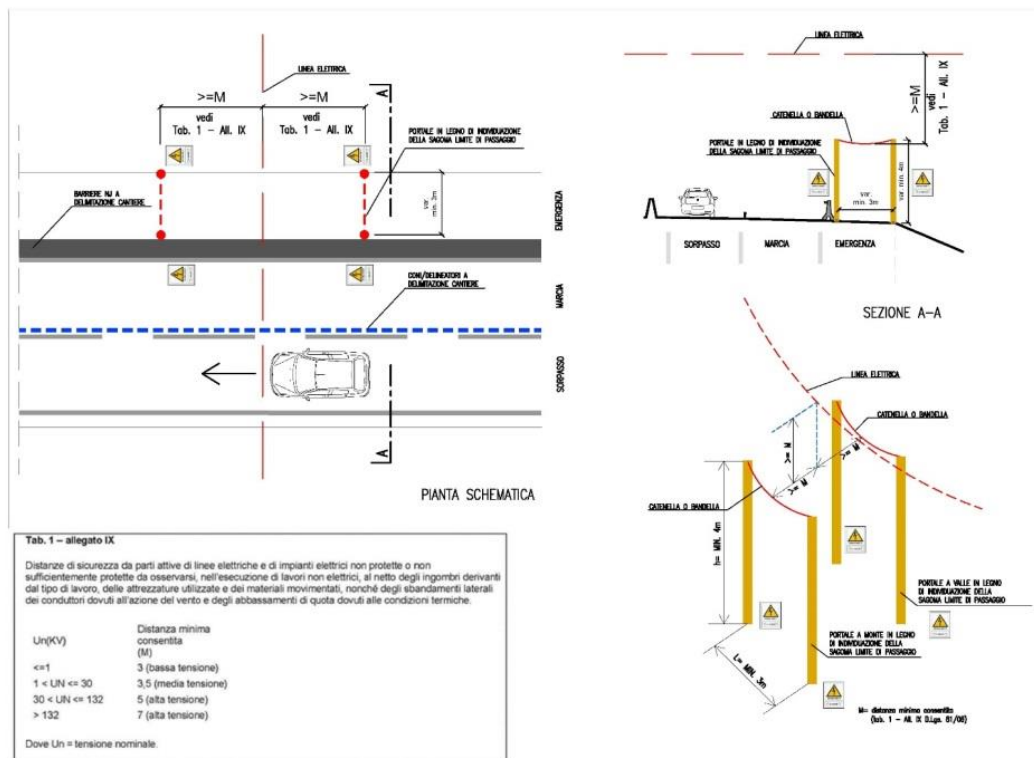 LINEA ELETTRICA
A
>=M
>=M
vedi
Tab. 1 - All. IX
vedi
Tab. 1 - All. IX
PORTALE IN LEGNO DI INDIVIDUAZIONE
DELLA SAGOMA LIMITE DI PASSAGGIO
BARRIERE NJ A
DELIMITAZIONE CANTIERE
var.
min. 3m
EMERGENZA
CONI/DELINEATORI A
DELIMITAZIONE CANTIERE
MARCIA
SORPASSO
A
PIANTA SCHEMATICA
LINEA ELETTRICA
>=M
vedi
Tab. 1 - All. IX
CATENELLA O BANDELLA
PORTALE IN LEGNO DI INDIVIDUAZIONE
DELLA SAGOMA LIMITE DI PASSAGGIO
var.
min. 3m
var. min. 4m
SORPASSO
MARCIA
EMERGENZA
SEZIONE A-A
LINEA ELETTRICA
CATENELLA O BANDELLA
>= M
>= M
>= M
CATENELLA O BANDELLA
h= MIN. 4m
L= MIN. 3m
PORTALE A VALLE IN LEGNO
DI INDIVIDUAZIONE DELLA
SAGOMA LIMITE DI PASSAGGIO
PORTALE A MONTE IN LEGNO
DI INDIVIDUAZIONE DELLA
SAGOMA LIMITE DI PASSAGGIO
M= distanza minima consentita
(tab. 1 - All. IX D.Lgs. 81/08)
Tab. 1 – allegato IX
Distanze di sicurezza da parti attive di linee elettriche e di impianti elettrici non protette o non
sufficientemente protette da osservarsi, nell'esecuzione di lavori non elettrici, al netto degli ingombri derivanti
dal tipo di lavoro, delle attrezzature utilizzate e dei materiali movimentati, nonché degli sbandamenti laterali
dei conduttori dovuti all'azione del vento e degli abbassamenti di quota dovuti alle condizioni termiche.
Un(KV)
Distanza minima
consentita
(M)
<=1 3 (bassa tensione)
1 < UN <= 30 3,5 (media tensione)
30 < UN <= 132 5 (alta tensione)
> 132 7 (alta tensione)
Dove Un = tensione nominale.